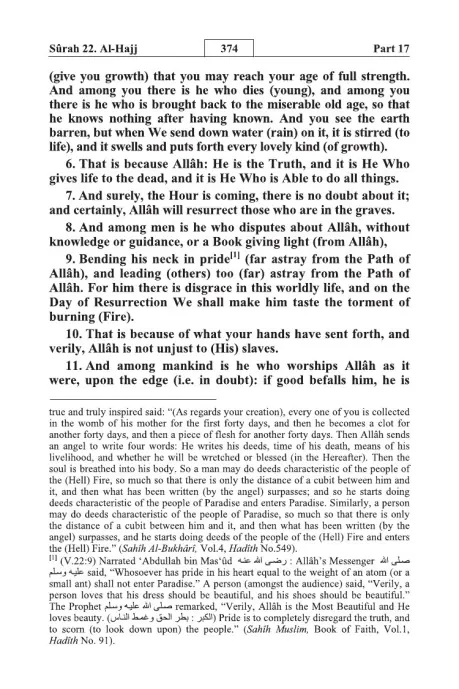 Sûrah 22. Al-Hajj 374 Part 17
(give you growth) that you may reach your age of full strength.
And among you there is he who dies (young), and among you
there is he who is brought back to the miserable old age, so that
he knows nothing after having known. And you see the earth
barren, but when We send down water (rain) on it, it is stirred (to
life), and it swells and puts forth every lovely kind (of growth).
6. That is because Allâh: He is the Truth, and it is He Who
gives life to the dead, and it is He Who is Able to do all things.
7. And surely, the Hour is coming, there is no doubt about it;
and certainly, Allâh will resurrect those who are in the graves.
8. And among men is he who disputes about Allâh, without
knowledge or guidance, or a Book giving light (from Allâh),
9. Bending his neck in pride[1] (far astray from the Path of
Allâh), and leading (others) too (far) astray from the Path of
Allâh. For him there is disgrace in this worldly life, and on the
Day of Resurrection We shall make him taste the torment of
burning (Fire).
10. That is because of what your hands have sent forth, and
verily, Allâh is not unjust to (His) slaves.
11. And among mankind is he who worships Allâh as it
were, upon the edge (i.e. in doubt): if good befalls him, he is
true and truly inspired said: “(As regards your creation), every one of you is collected
in the womb of his mother for the first forty days, and then he becomes a clot for
another forty days, and then a piece of flesh for another forty days. Then Allâh sends
an angel to write four words: He writes his deeds, time of his death, means of his
livelihood, and whether he will be wretched or blessed (in the Hereafter). Then the
soul is breathed into his body. So a man may do deeds characteristic of the people of
the (Hell) Fire, so much so that there is only the distance of a cubit between him and
it, and then what has been written (by the angel) surpasses; and so he starts doing
deeds characteristic of the people of Paradise and enters Paradise. Similarly, a person
may do deeds characteristic of the people of Paradise, so much so that there is only
the distance of a cubit between him and it, and then what has been written (by the
angel) surpasses, and he starts doing deeds of the people of the (Hell) Fire and enters
the (Hell) Fire.” (Sahîh Al-Bukhârî, Vol.4, Hadîth No.549).
[1] (V.22:9) Narrated ‘Abdullah bin Mas‘ûd رضي الله عنه : Allâh’s Messenger صلى الله
عليه وسلم said, “Whosoever has pride in his heart equal to the weight of an atom (or a
small ant) shall not enter Paradise.” A person (amongst the audience) said, “Verily, a
person loves that his dress should be beautiful, and his shoes should be beautiful.”
The Prophet صلى الله عليه وسلم remarked, “Verily, Allâh is the Most Beautiful and He
loves beauty. (الكبر : بطر الحق وغمط الناس) Pride is to completely disregard the truth, and
to scorn (to look down upon) the people.” (Sahîh Muslim, Book of Faith, Vol.1,
Hadîth No. 91).